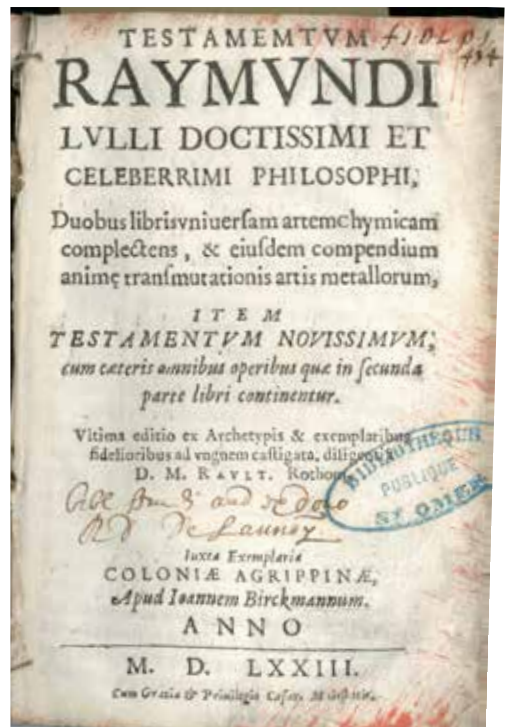 TESTAMEMTVM
RAYMVNDI
LVLLI DOCTISSIMI ET
CELEBERRIMI PHILOSOPHI,
Duobus libris vniuerſam artem chymicam
complectens, & eiuſdem compendium
animę tranſmutationis artis metallorum,
ITEM
TESTAMENTVM NOVISSIMVM,
cum cæteris omnibus operibus quæ in ſecunda
parte libri continentur.
Vltima editio ex Archetypis & exemplaribus
fidelioribus ad vnguem caſtigata, diligentia
D. M. RAVLT. Rothom.
BIBLIOTHEQUE
PUBLIQUE
ST OMER
De Launoy
Iuxta Exemplaria
COLONIÆ AGRIPPINÆ,
Apud Ioannem Birckmannum.
ANNO
M. D. LXXIII.
Cum Gratia & Priuilegio Cæſar.